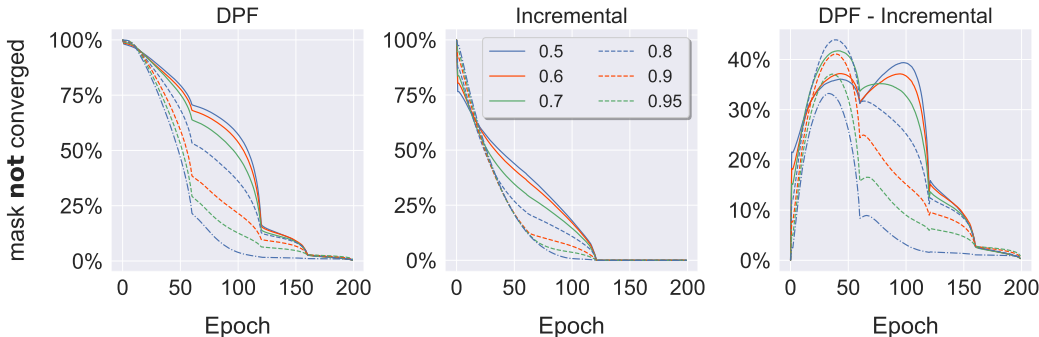 DPF
Incremental
DPF - Incremental
mask not converged
100%
75%
50%
25%
0%
0 50 100 150 200
Epoch
100%
75%
50%
25%
0%
0.5 0.8
0.6 0.9
0.7 0.95
0 50 100 150 200
Epoch
40%
30%
20%
10%
0%
0 50 100 150 200
Epoch